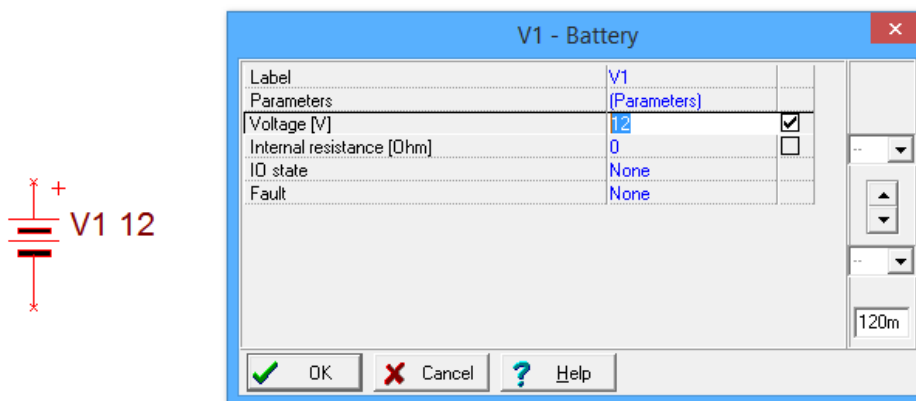 V1 - Battery
Label V1
Parameters (Parameters)
Voltage [V] 12
Internal resistance [Ohm] 0
IO state None
Fault None
--
--
120m
OK Cancel ? Help
+
V1 12